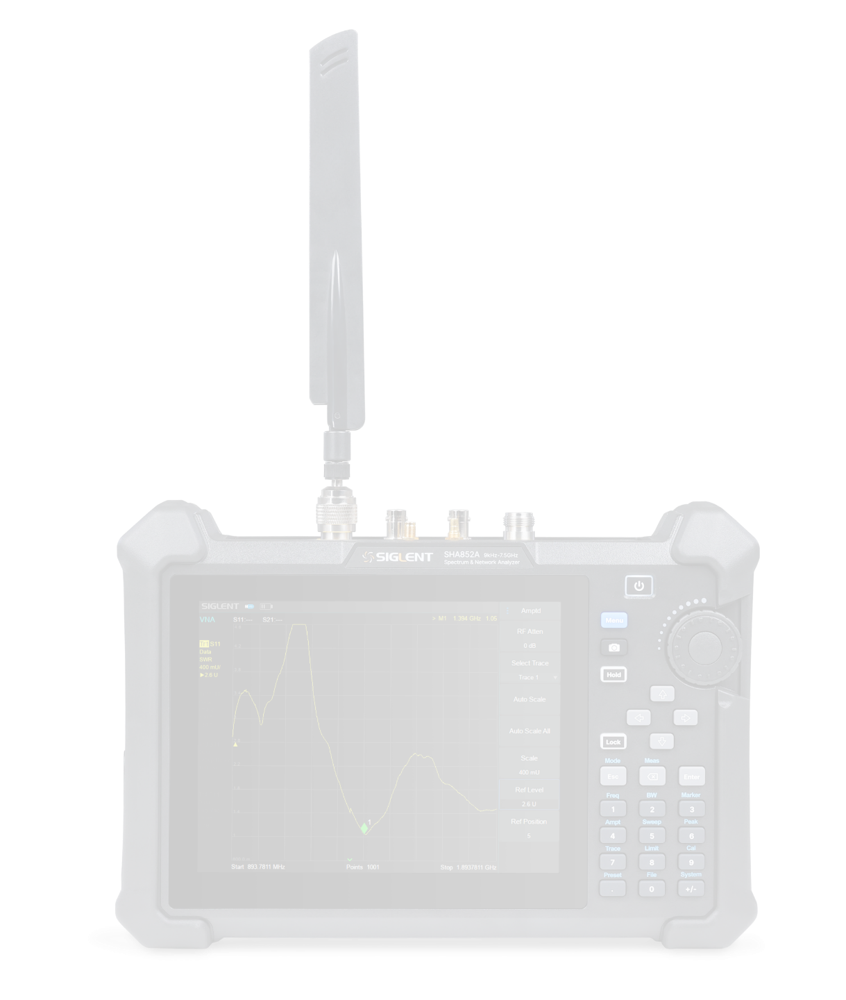 SIGLENT SHA852A 9kHz-7.5GHz
Spectrum & Network Analyzer
SIGLENT
VNA S11:--- S21:---
> M1 1.394 GHz 1.05
Tr1 S11
Data
SWR
400 mU/
2.6 U
1
Start 893.7811 MHz Points 1001 Stop 1.8937811 GHz
Amptd
RF Atten
0 dB
Select Trace
Trace 1
Auto Scale
Auto Scale All
Scale
400 mU
Ref Level
2.6 U
Ref Position
5
Menu
Hold
Lock
Mode Meas
Esc Enter
Freq BW Marker
1 2 3
Ampt Sweep Peak
4 5 6
Trace Limit Cal
7 8 9
Preset File System
. 0 +/-